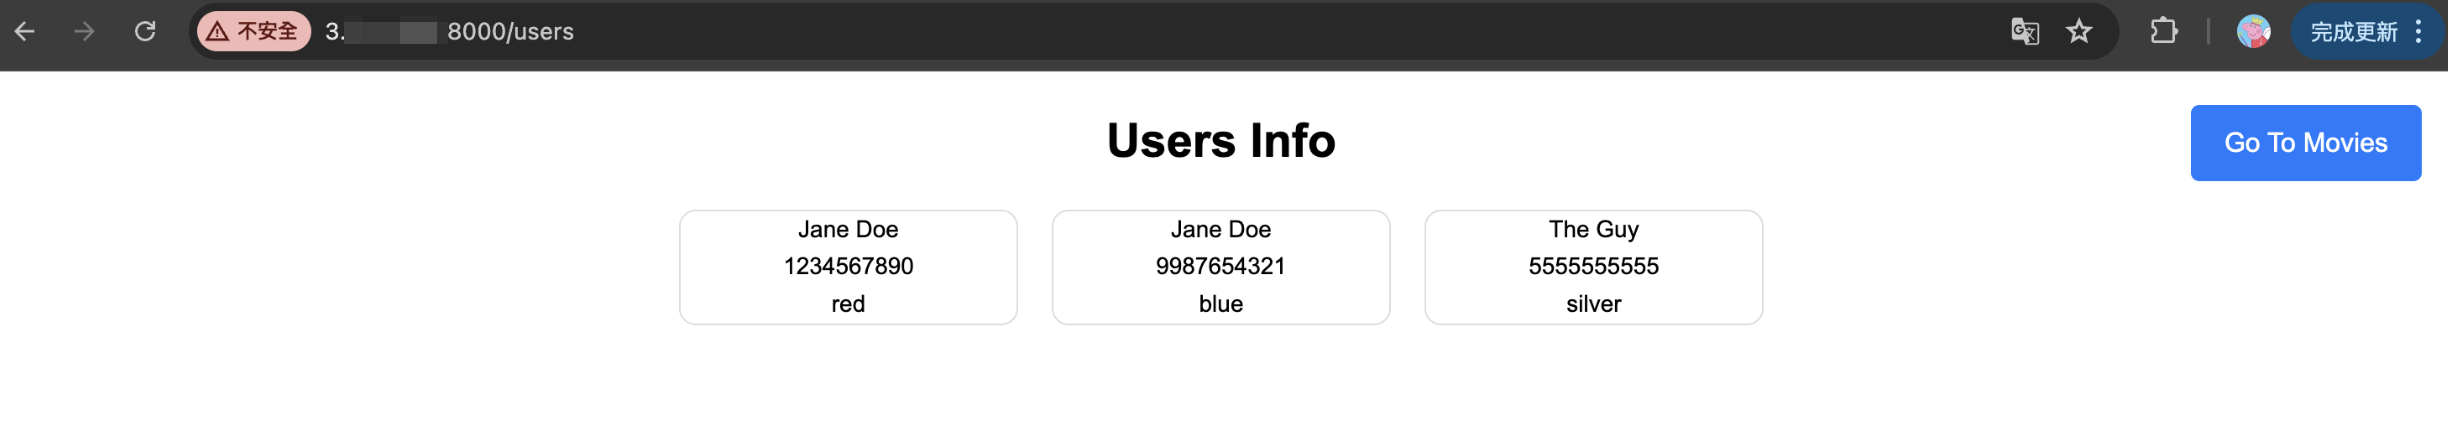 不安全 3. 8000/users 完成更新
Users Info
Go To Movies
Jane Doe
1234567890
red
Jane Doe
9987654321
blue
The Guy
5555555555
silver